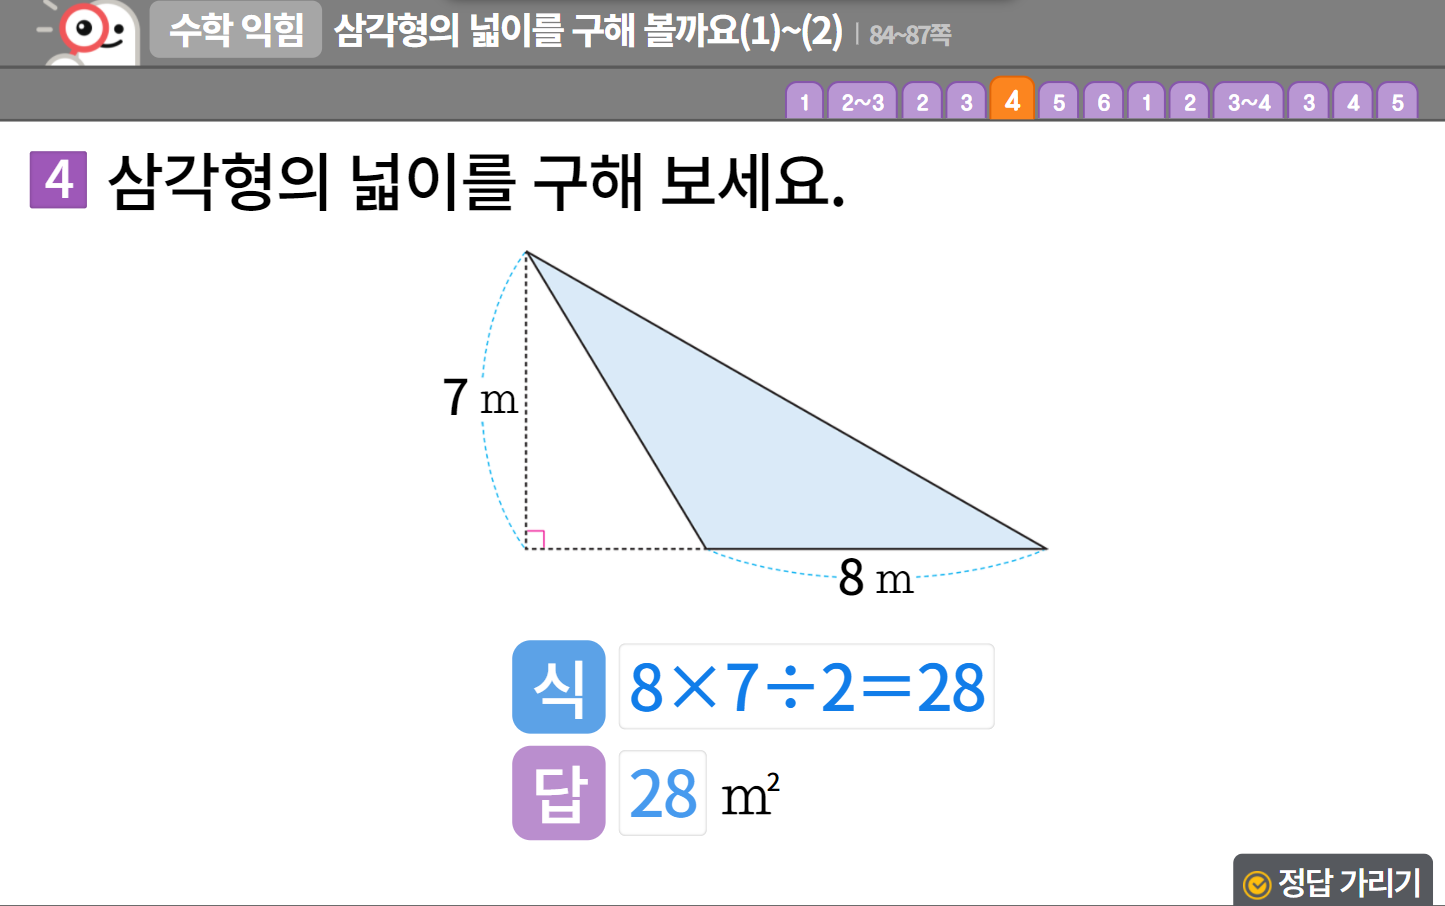 수학 익힘 삼각형의 넓이를 구해 볼까요(1)~(2) | 84~87쪽
1 2~3 2 3 4 5 6 1 2 3~4 3 4 5
4 삼각형의 넓이를 구해 보세요.
7 m
8 m
식 8×7÷2=28
답 28 m²
정답 가리기